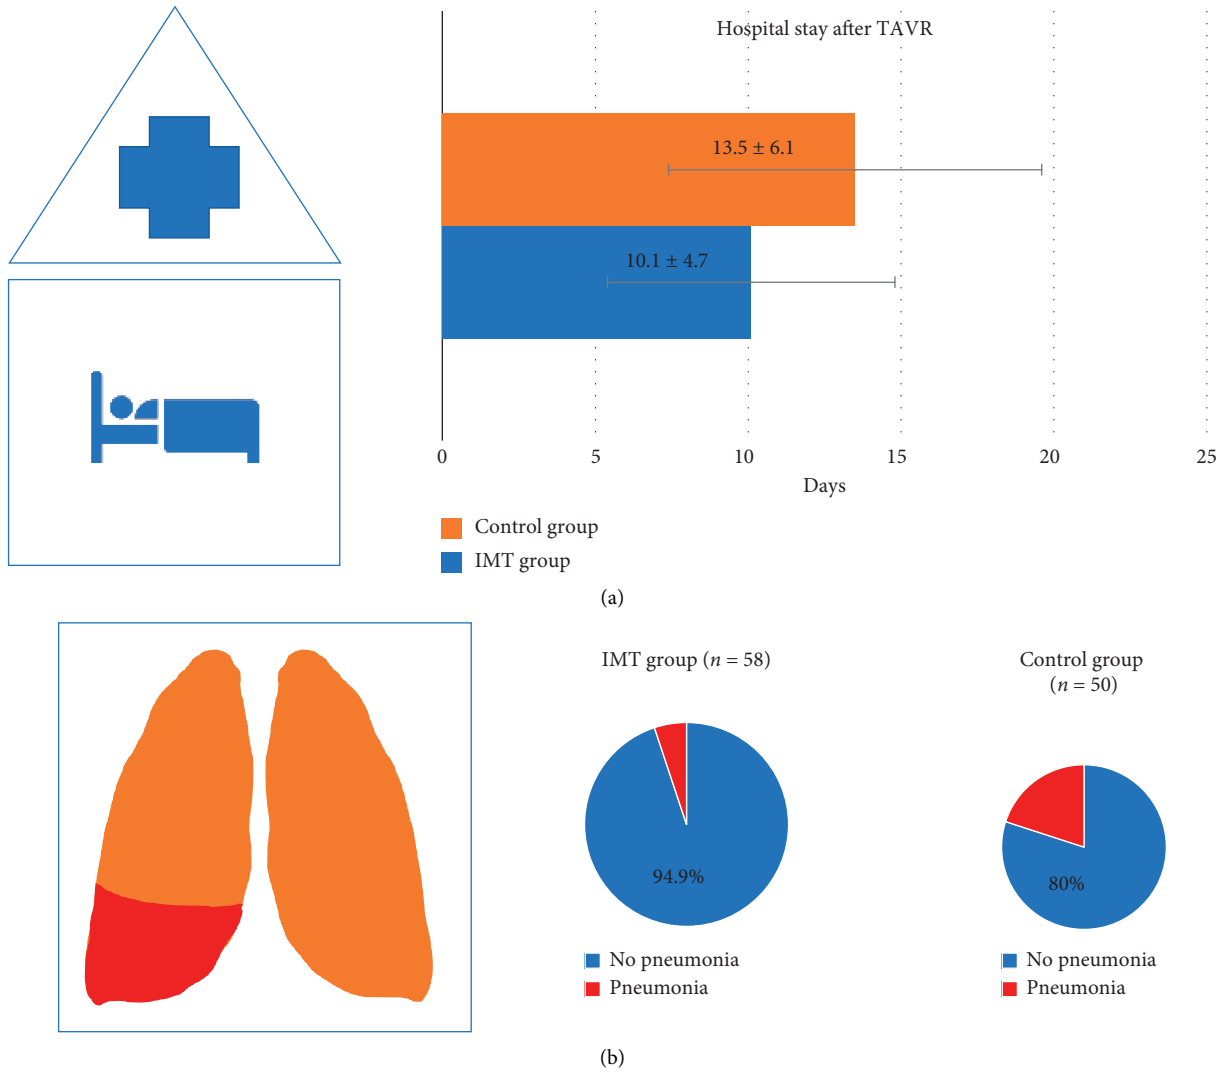 Hospital stay after TAVR
13.5 ± 6.1
10.1 ± 4.7
0 5 10 15 20 25
Days
Control group
IMT group
(a)
IMT group (n = 58)
94.9%
No pneumonia
Pneumonia
Control group
(n = 50)
80%
No pneumonia
Pneumonia
(b)